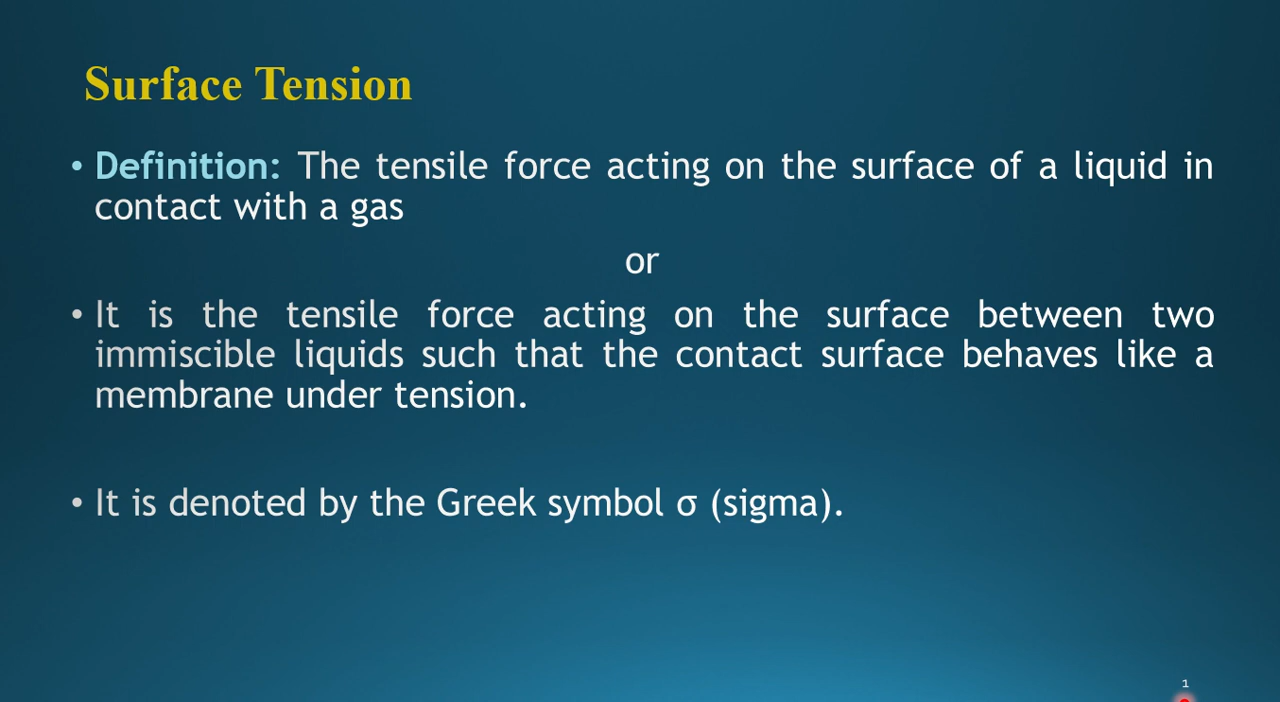 Surface Tension
• Definition: The tensile force acting on the surface of a liquid in
contact with a gas
or
• It is the tensile force acting on the surface between two
immiscible liquids such that the contact surface behaves like a
membrane under tension.
• It is denoted by the Greek symbol σ (sigma).
1